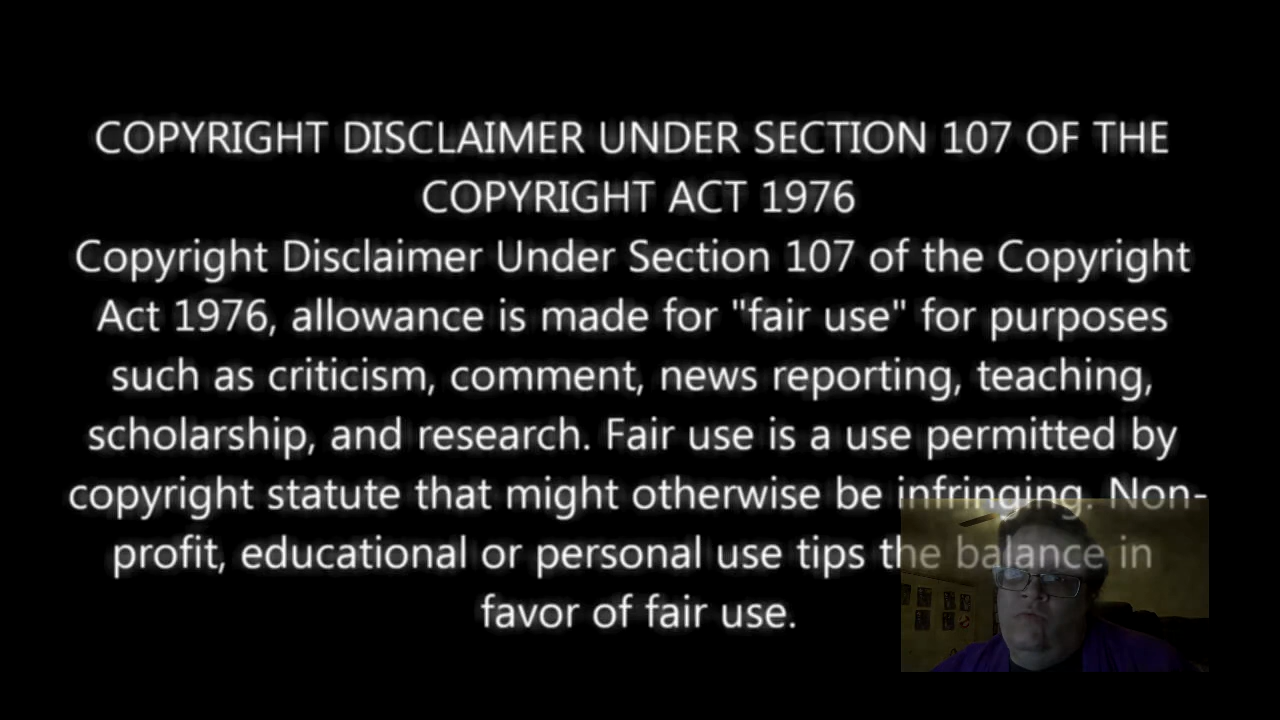 COPYRIGHT DISCLAIMER UNDER SECTION 107 OF THE
COPYRIGHT ACT 1976
Copyright Disclaimer Under Section 107 of the Copyright
Act 1976, allowance is made for "fair use" for purposes
such as criticism, comment, news reporting, teaching,
scholarship, and research. Fair use is a use permitted by
copyright statute that might otherwise be infringing. Non-
profit, educational or personal use tips the balance in
favor of fair use.